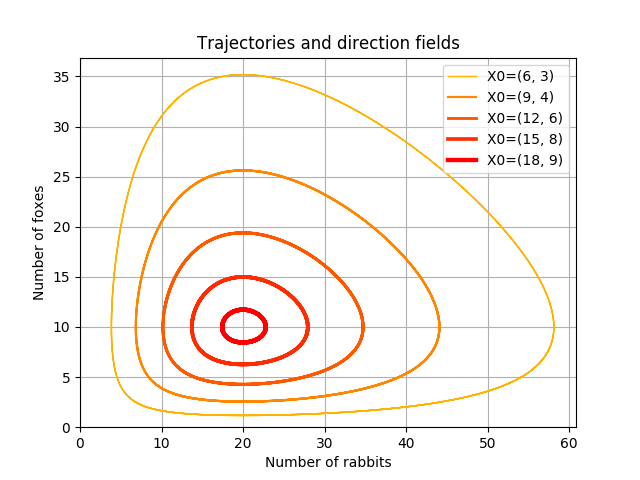 Trajectories and direction fields
X0=(6, 3)
X0=(9, 4)
X0=(12, 6)
X0=(15, 8)
X0=(18, 9)
Number of foxes
35
30
25
20
15
10
5
0
0 10 20 30 40 50 60
Number of rabbits